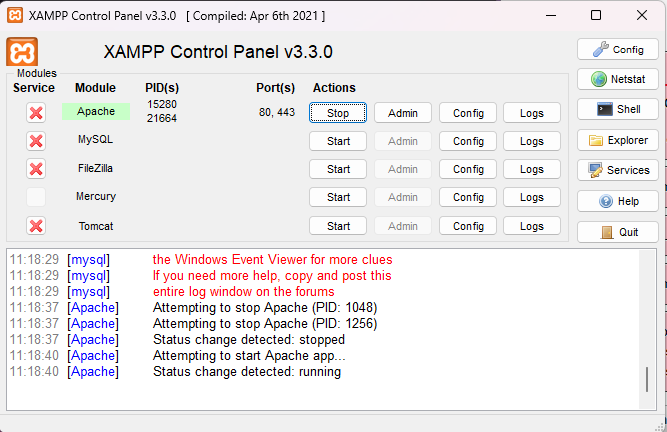 XAMPP Control Panel v3.3.0 [ Compiled: Apr 6th 2021 ]
XAMPP Control Panel v3.3.0
Config
Modules
Service Module PID(s) Port(s) Actions
Netstat
Apache 15280 21664 80, 443 Stop Admin Config Logs
Shell
MySQL Start Admin Config Logs
Explorer
FileZilla Start Admin Config Logs
Services
Mercury Start Admin Config Logs
Help
Tomcat Start Admin Config Logs
Quit
11:18:29 [mysql] the Windows Event Viewer for more clues
11:18:29 [mysql] If you need more help, copy and post this
11:18:29 [mysql] entire log window on the forums
11:18:37 [Apache] Attempting to stop Apache (PID: 1048)
11:18:37 [Apache] Attempting to stop Apache (PID: 1256)
11:18:37 [Apache] Status change detected: stopped
11:18:40 [Apache] Attempting to start Apache app...
11:18:40 [Apache] Status change detected: running